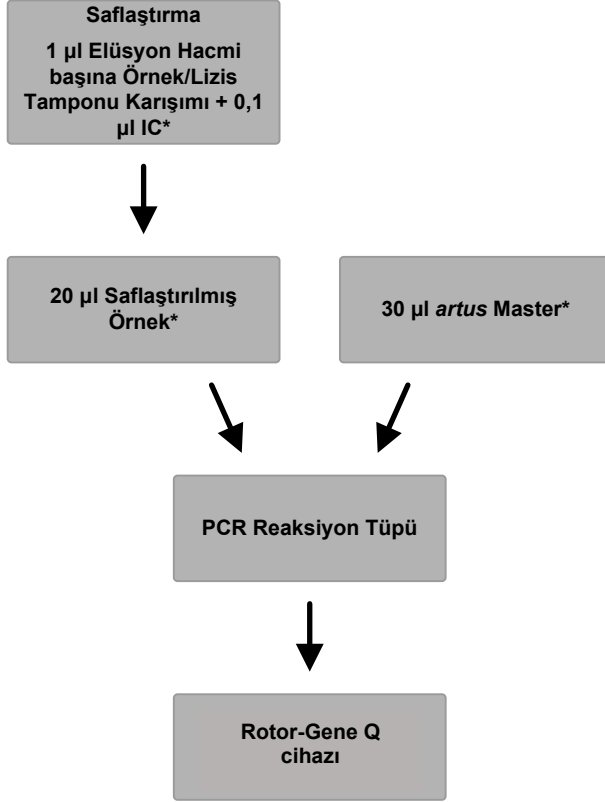 Saflaştırma
1 µl Elüsyon Hacmi
başına Örnek/Lizis
Tamponu Karışımı + 0,1
µl IC*
20 µl Saflaştırılmış
Örnek*
30 µl artus Master*
PCR Reaksiyon Tüpü
Rotor-Gene Q
cihazı